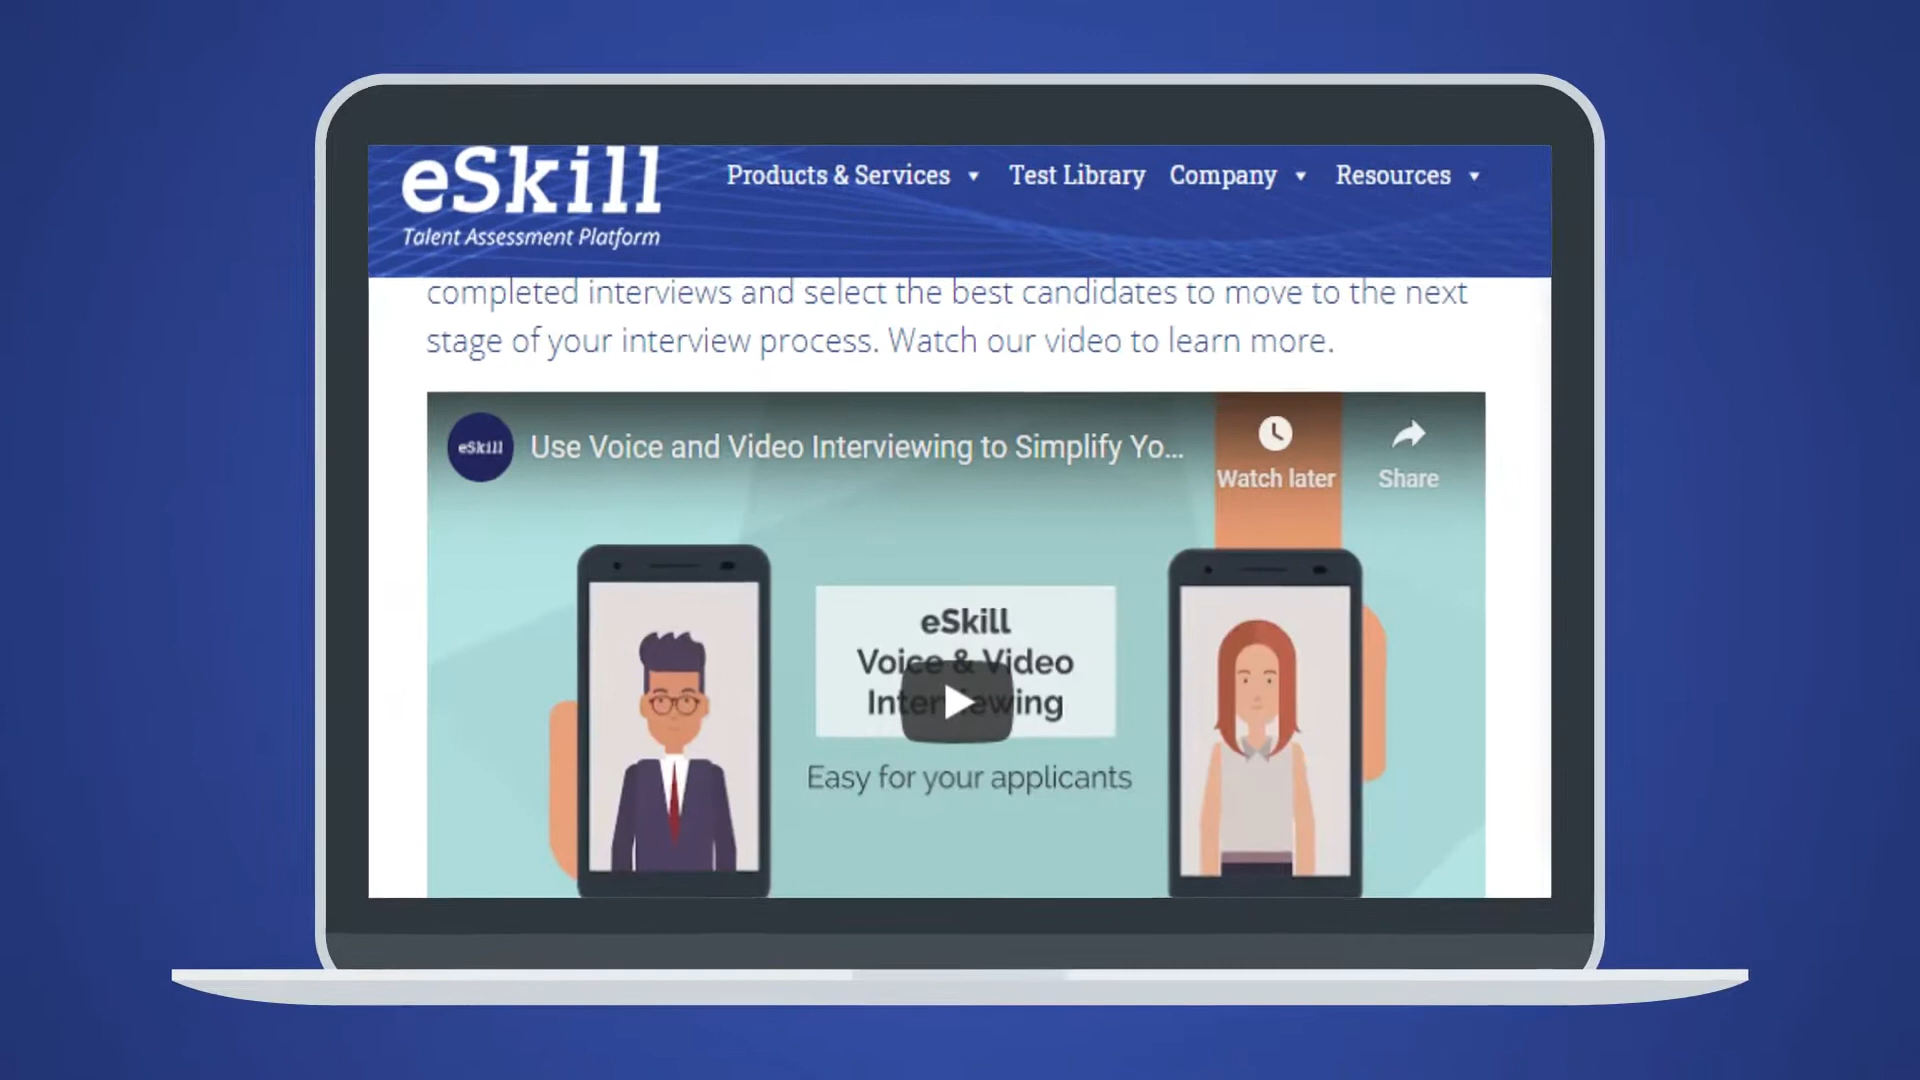 eSkill
Talent Assessment Platform
Products & Services
Test Library
Company
Resources
completed interviews and select the best candidates to move to the next
stage of your interview process. Watch our video to learn more.
eSkill
Use Voice and Video Interviewing to Simplify Yo...
Watch later
Share
eSkill
Voice & Video
Interviewing
Easy for your applicants